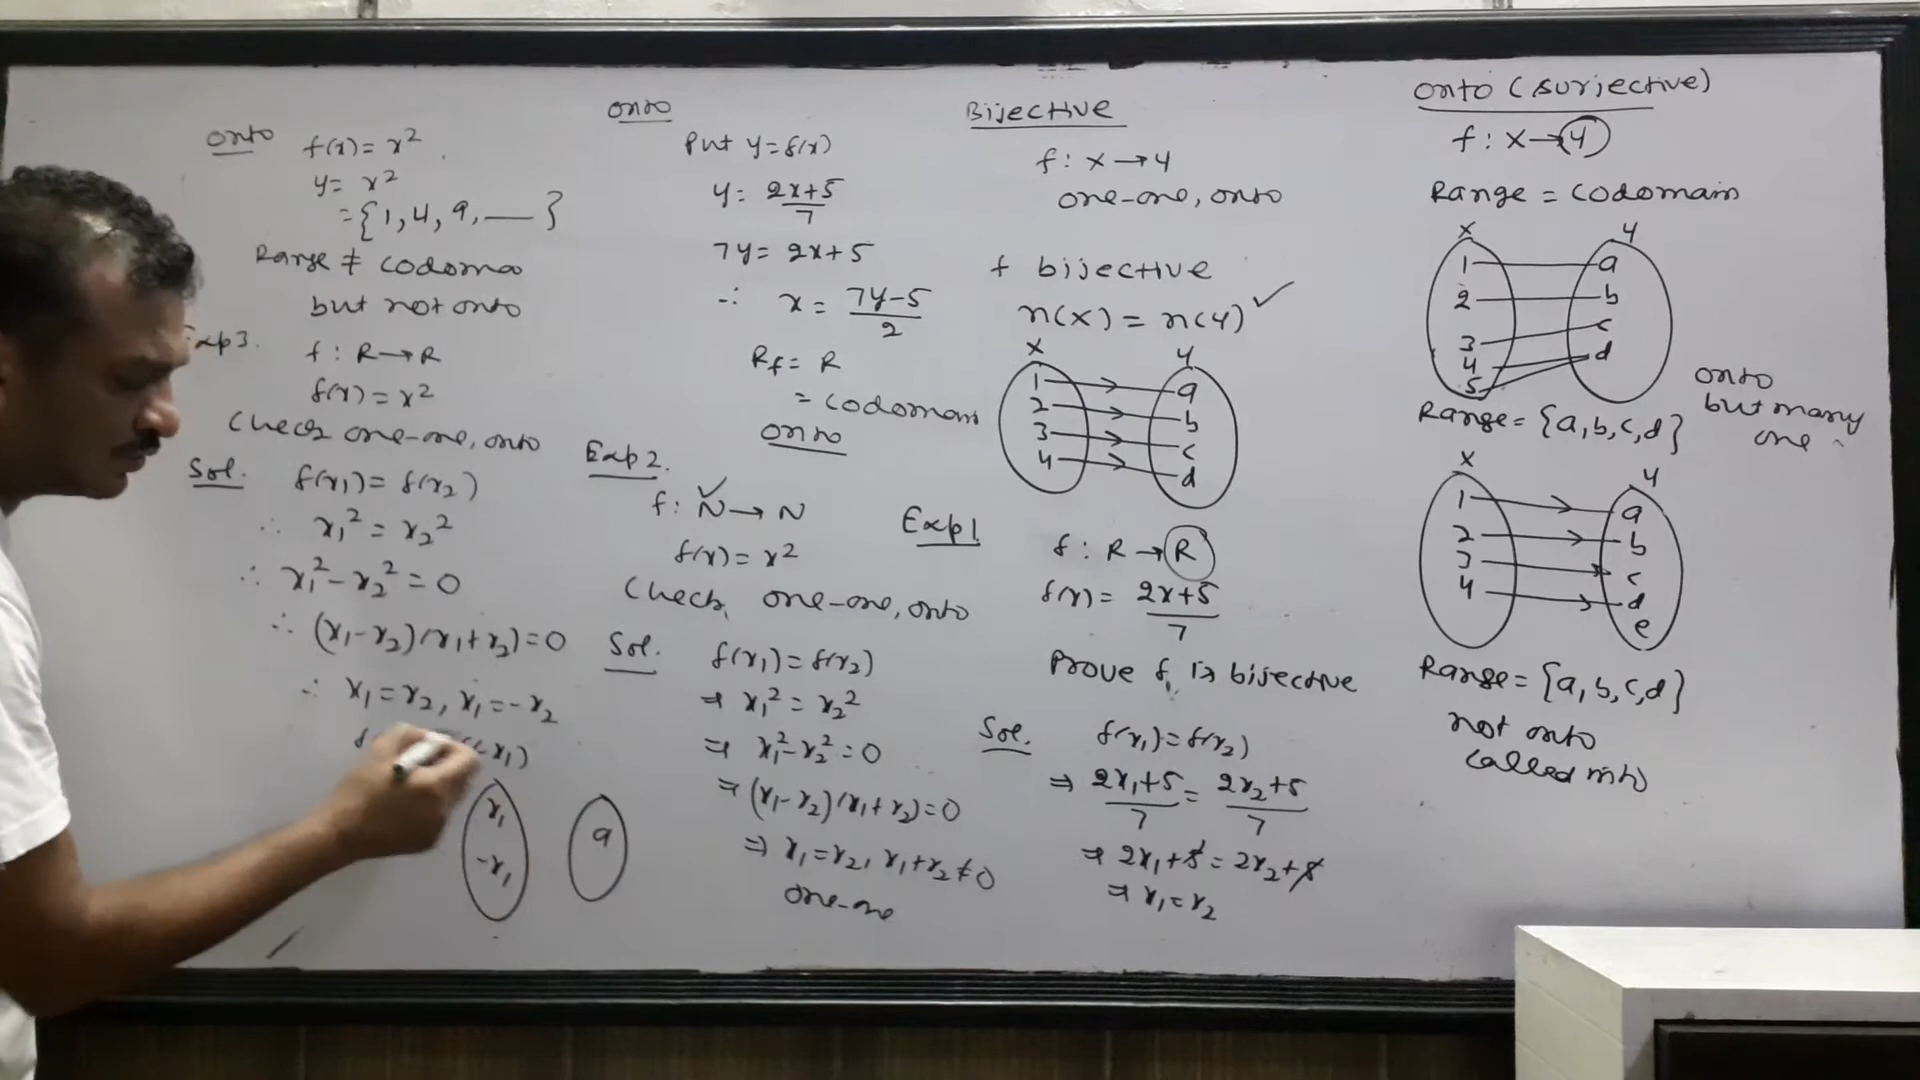 onto (surjective)
f : X → Y
Range = codomain
X Y
1 a
2 b
3 c
4 d
5
Range = {a, b, c, d}
onto
but many
one
X Y
1 a
2 b
3 c
4 d
e
Range = {a, b, c, d}
not onto
called into
Bijective
f : X → Y
one-one, onto
f bijective
n(X) = n(Y) ✓
X Y
1 a
2 b
3 c
4 d
Exp 1
f : R → R
f(x) = 2x+5/7
Prove f is bijective
Sol. f(x₁) = f(x₂)
⇒ 2x₁+5/7 = 2x₂+5/7
⇒ 2x₁+5 = 2x₂+5
⇒ x₁ = x₂
onto
Put y = f(x)
y = 2x+5/7
7y = 2x+5
∴ x = 7y-5/2
Rf = R
= codomain
onto
Exp 2.
f : N → N
f(x) = x²
Check one-one, onto
Sol. f(x₁) = f(x₂)
⇒ x₁² = x₂²
⇒ x₁² - x₂² = 0
⇒ (x₁ - x₂)(x₁ + x₂) = 0
⇒ x₁ = x₂, x₁ + x₂ ≠ 0
one-one
onto f(x) = x²
y = x²
= {1, 4, 9, — }
Range ≠ codoma
but not onto
Exp 3.
f : R → R
f(x) = x²
Check one-one, onto
Sol. f(x₁) = f(x₂)
∴ x₁² = x₂²
∴ x₁² - x₂² = 0
∴ (x₁ - x₂)(x₁ + x₂) = 0
∴ x₁ = x₂, x₁ = -x₂
(-x₁)
x₁ a
-x₁